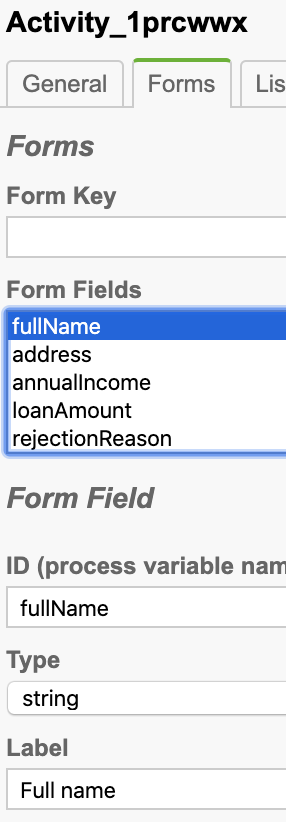 Activity_1prcwwx
General Forms Lis
Forms
Form Key
Form Fields
fullName
address
annualIncome
loanAmount
rejectionReason
Form Field
ID (process variable nam
fullName
Type
string
Label
Full name